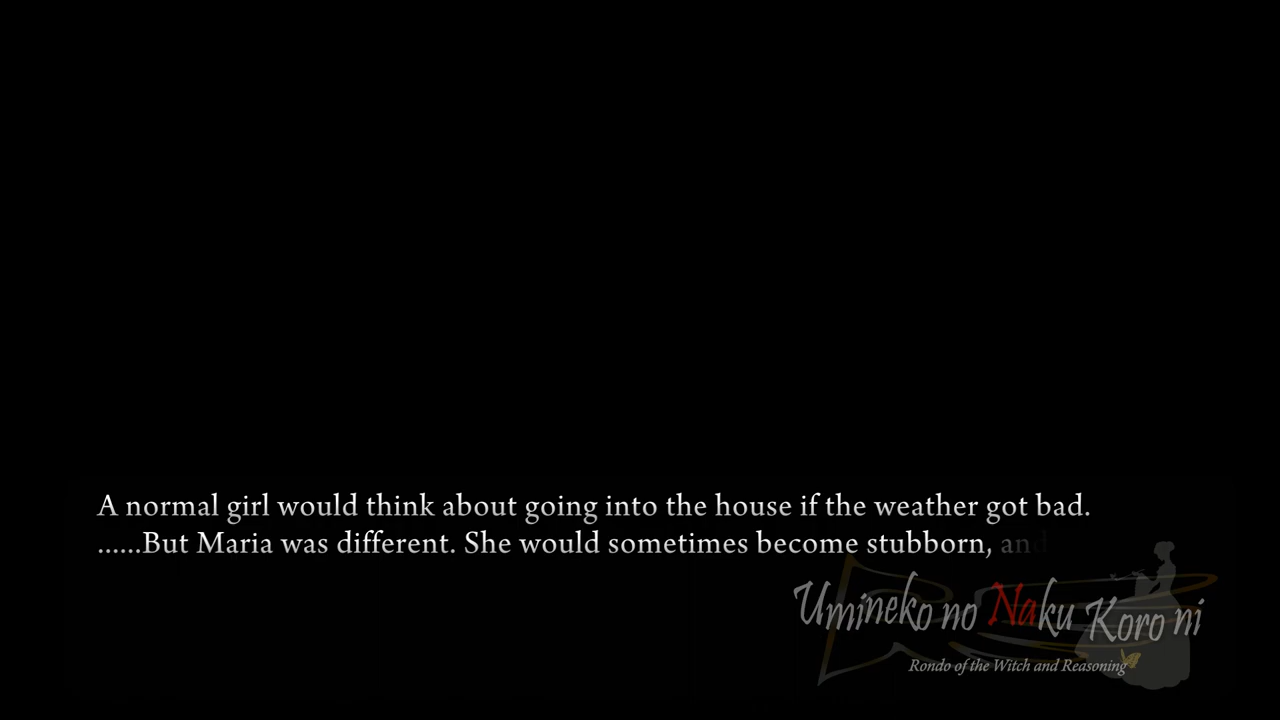 A normal girl would think about going into the house if the weather got bad.
......But Maria was different. She would sometimes become stubborn, and
Umineko no Naku Koro ni
Rondo of the Witch and Reasoning